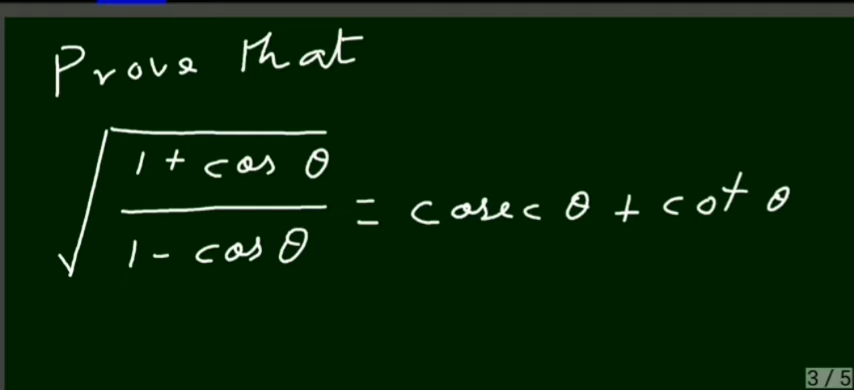 Prove that
√(1 + cos θ / 1 - cos θ) = cosec θ + cot θ
3 / 5